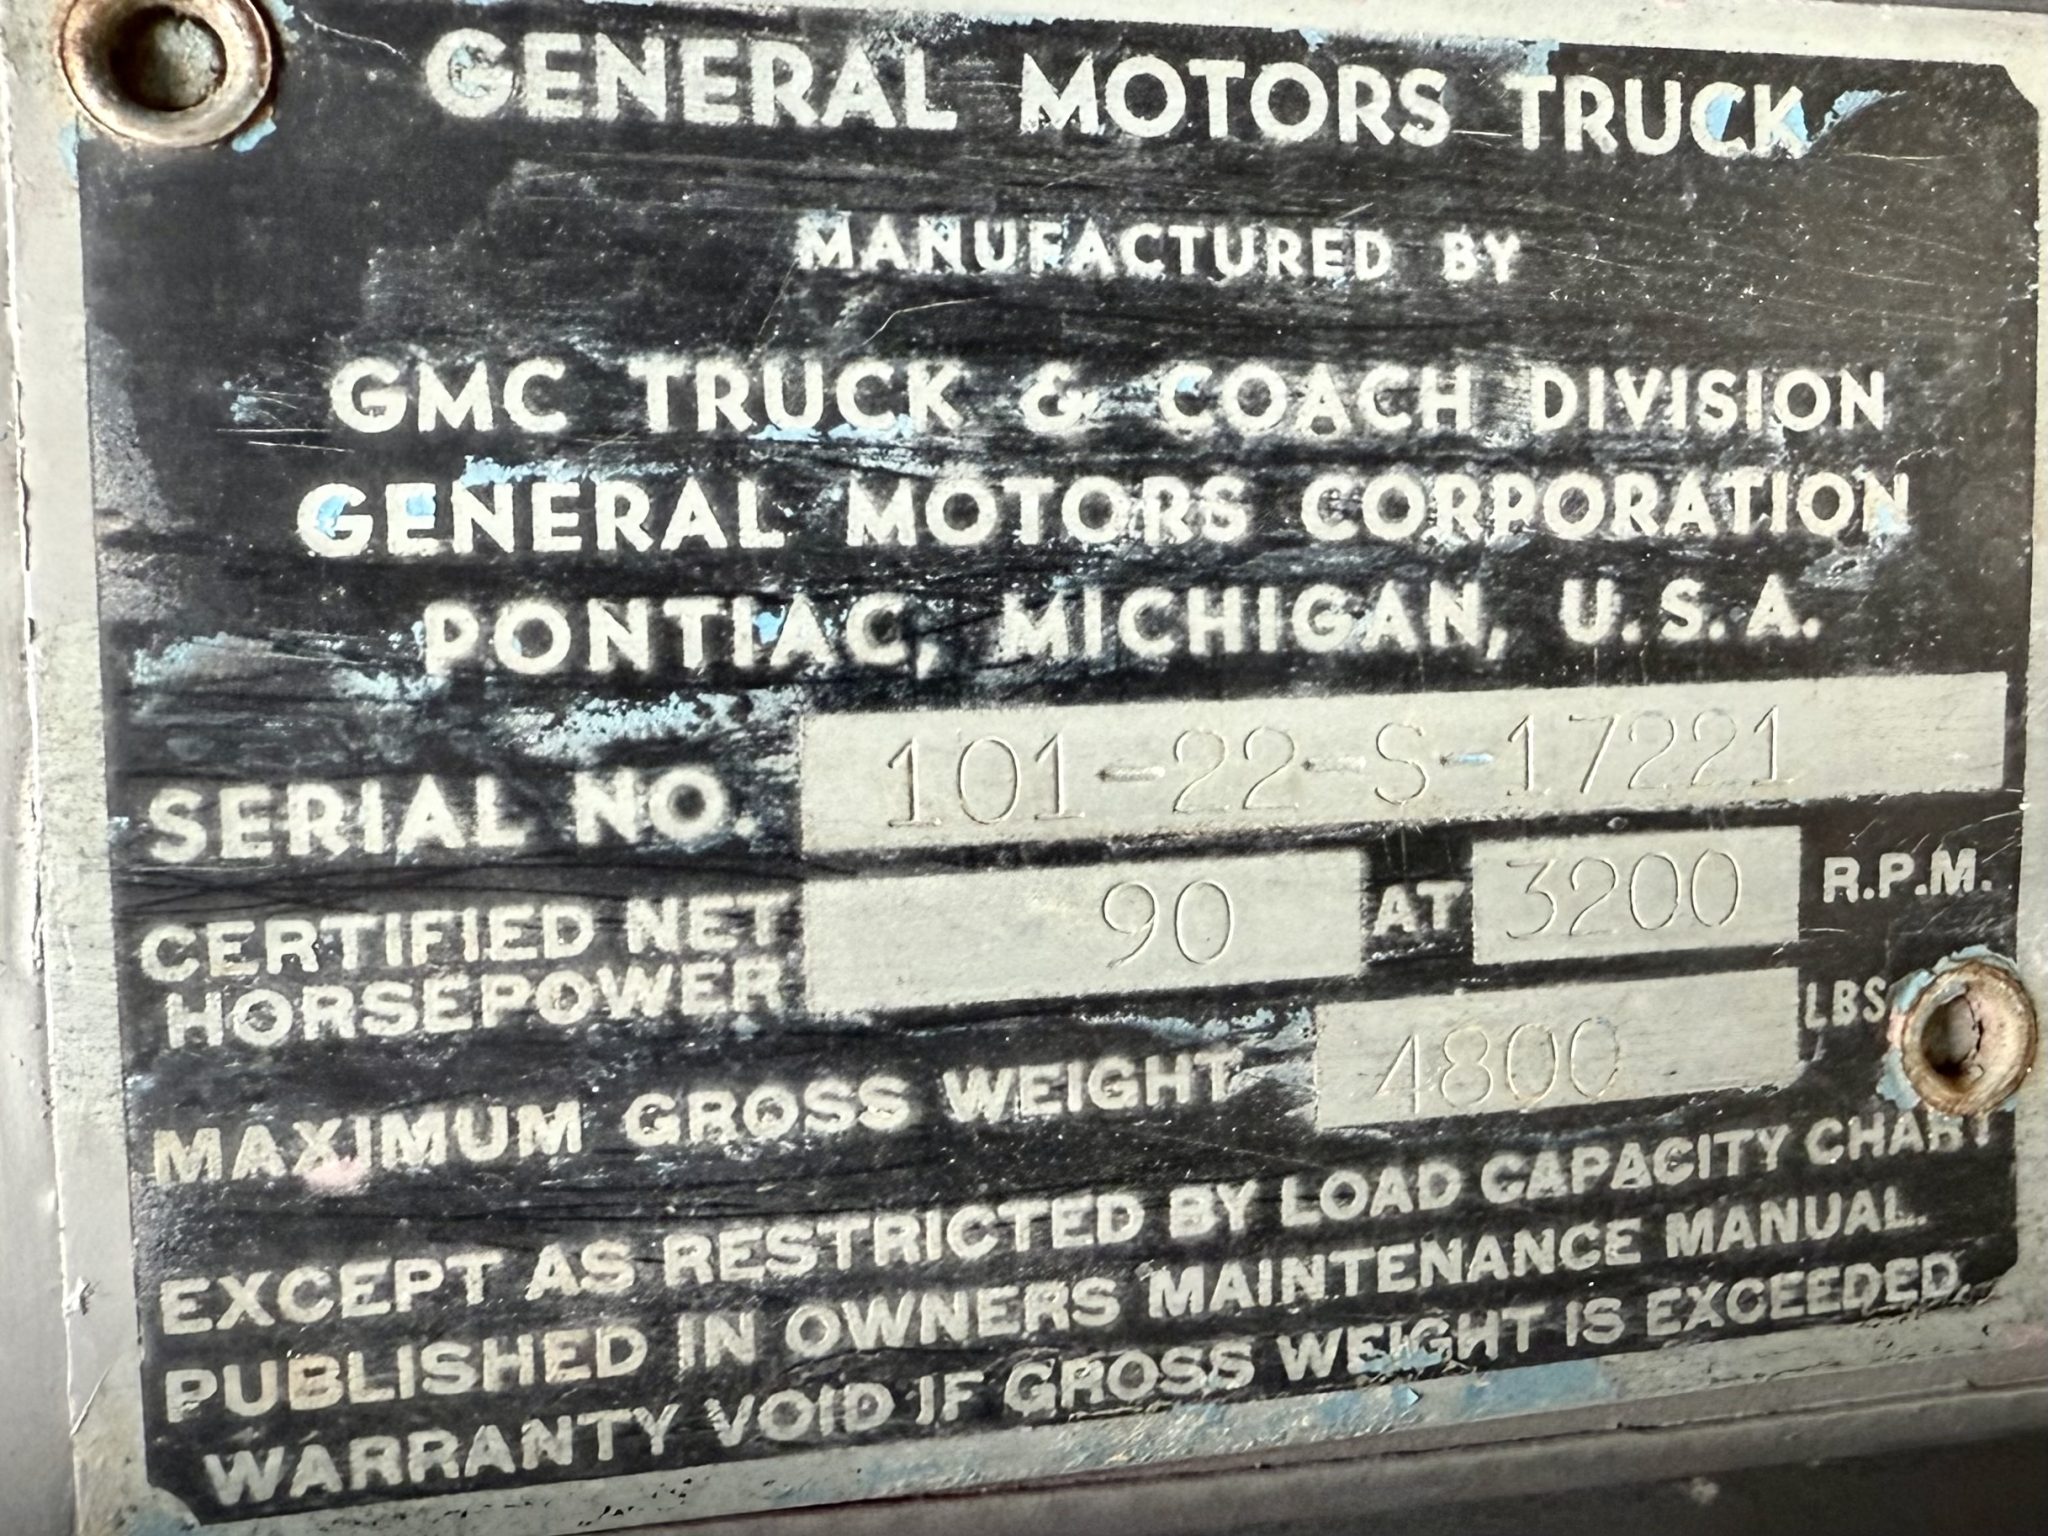 GENERAL MOTORS TRUCK
MANUFACTURED BY
GMC TRUCK & COACH DIVISION
GENERAL MOTORS CORPORATION
PONTIAC, MICHIGAN, U.S.A.
SERIAL NO. 101-22-S-17221
CERTIFIED NET HORSEPOWER 90 AT 3200 R.P.M.
MAXIMUM GROSS WEIGHT 4800 LBS
EXCEPT AS RESTRICTED BY LOAD CAPACITY CHART
PUBLISHED IN OWNERS MAINTENANCE MANUAL.
WARRANTY VOID IF GROSS WEIGHT IS EXCEEDED.